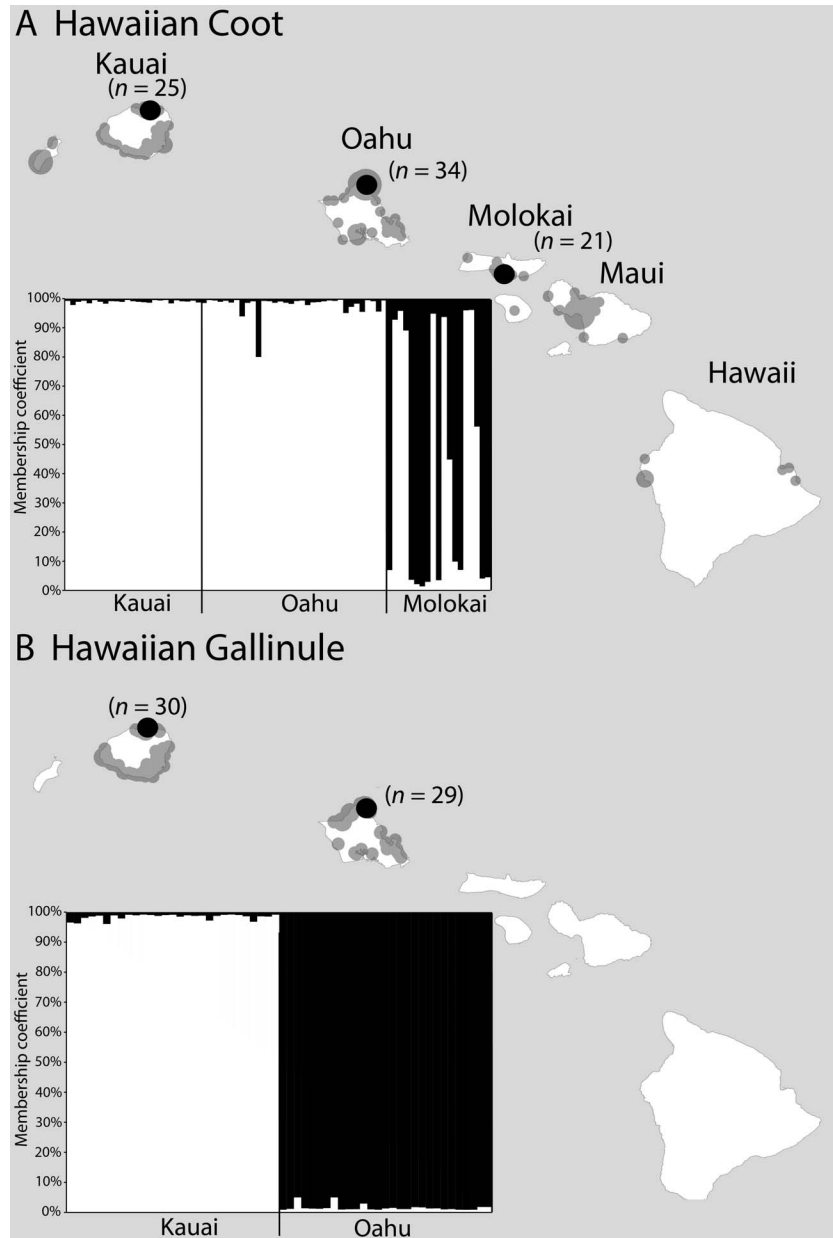 A Hawaiian Coot
Kauai
(n = 25)
Oahu
(n = 34)
Molokai
(n = 21)
Maui
Hawaii
Membership coefficient
100%
90%
80%
70%
60%
50%
40%
30%
20%
10%
0%
Kauai Oahu Molokai
B Hawaiian Gallinule
(n = 30)
(n = 29)
Membership coefficient
100%
90%
80%
70%
60%
50%
40%
30%
20%
10%
0%
Kauai Oahu